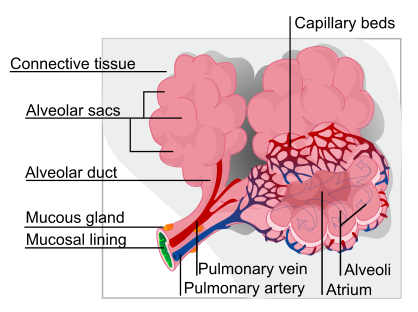 Capillary beds
Connective tissue
Alveolar sacs
Alveolar duct
Mucous gland
Mucosal lining
Pulmonary vein
Alveoli
Pulmonary artery
Atrium